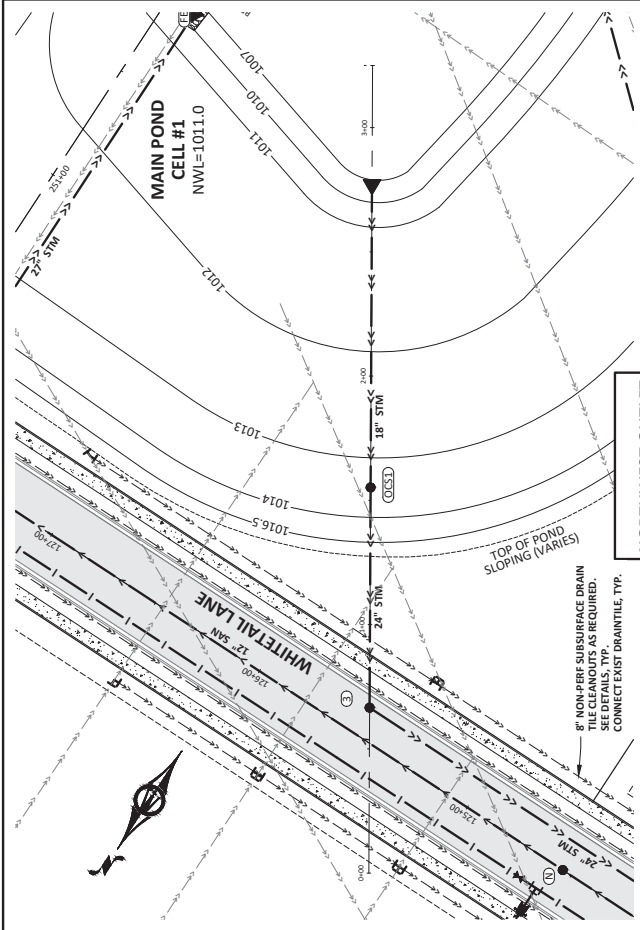 FE
1007
1010
1011
MAIN POND
CELL #1
NWL=1011.0
251+00
27" STM
1012
3+00
2+00
18" STM
1013
OCS1
1014
1016.5
TOP OF POND
SLOPING (VARIES)
24" STM
1+00
127+00
WHITETAIL LANE
12" SAN
126+00
3
8" NON-PERF SUBSURFACE DRAIN
TILE CLEANOUTS AS REQUIRED.
SEE DETAILS, TYP.
CONNECT EXIST DRAINTILE, TYP.
125+00
24" STM
0+00
N